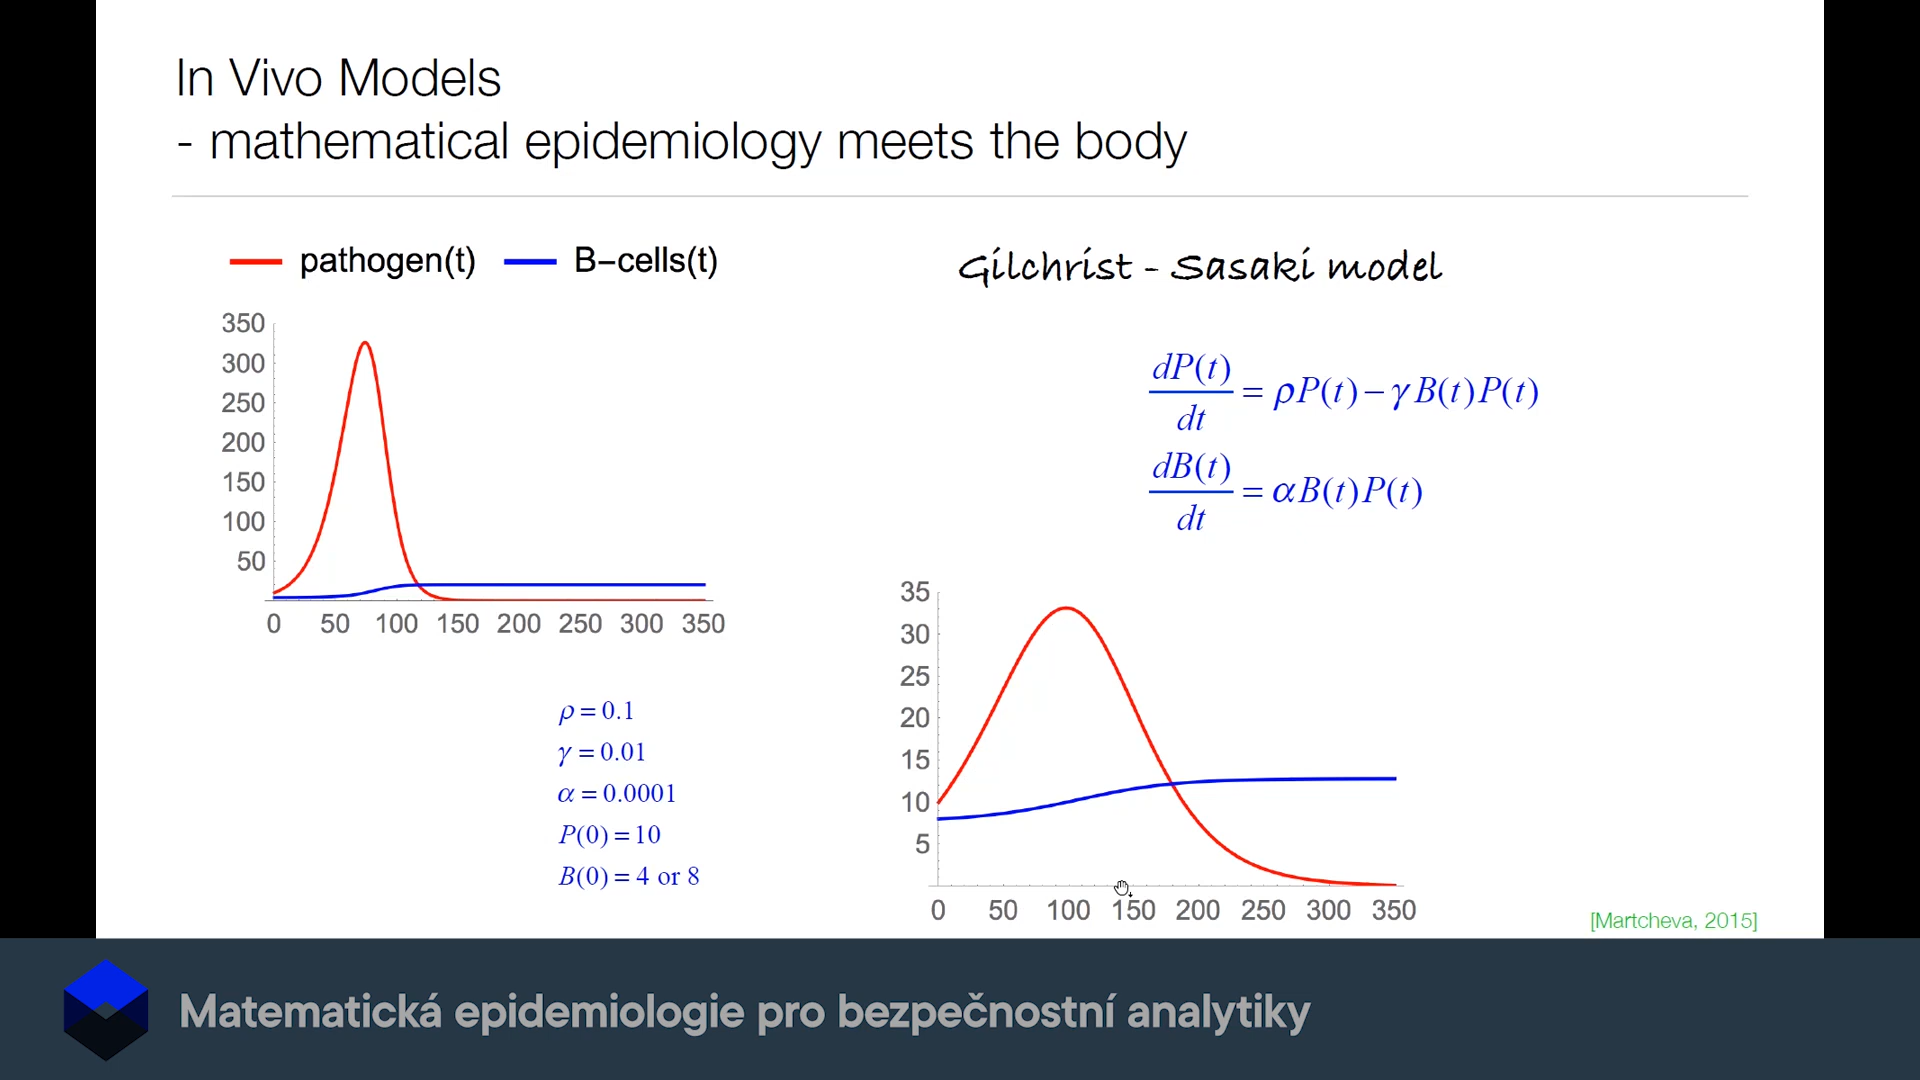 In Vivo Models
- mathematical epidemiology meets the body
pathogen(t) B–cells(t)
350
300
250
200
150
100
50
0 50 100 150 200 250 300 350
ρ = 0.1
γ = 0.01
α = 0.0001
P(0) = 10
B(0) = 4 or 8
Gilchrist - Sasaki model
dP(t)/dt = ρP(t) − γB(t)P(t)
dB(t)/dt = αB(t)P(t)
35
30
25
20
15
10
5
0 50 100 150 200 250 300 350
[Martcheva, 2015]
Matematická epidemiologie pro bezpečnostní analytiky